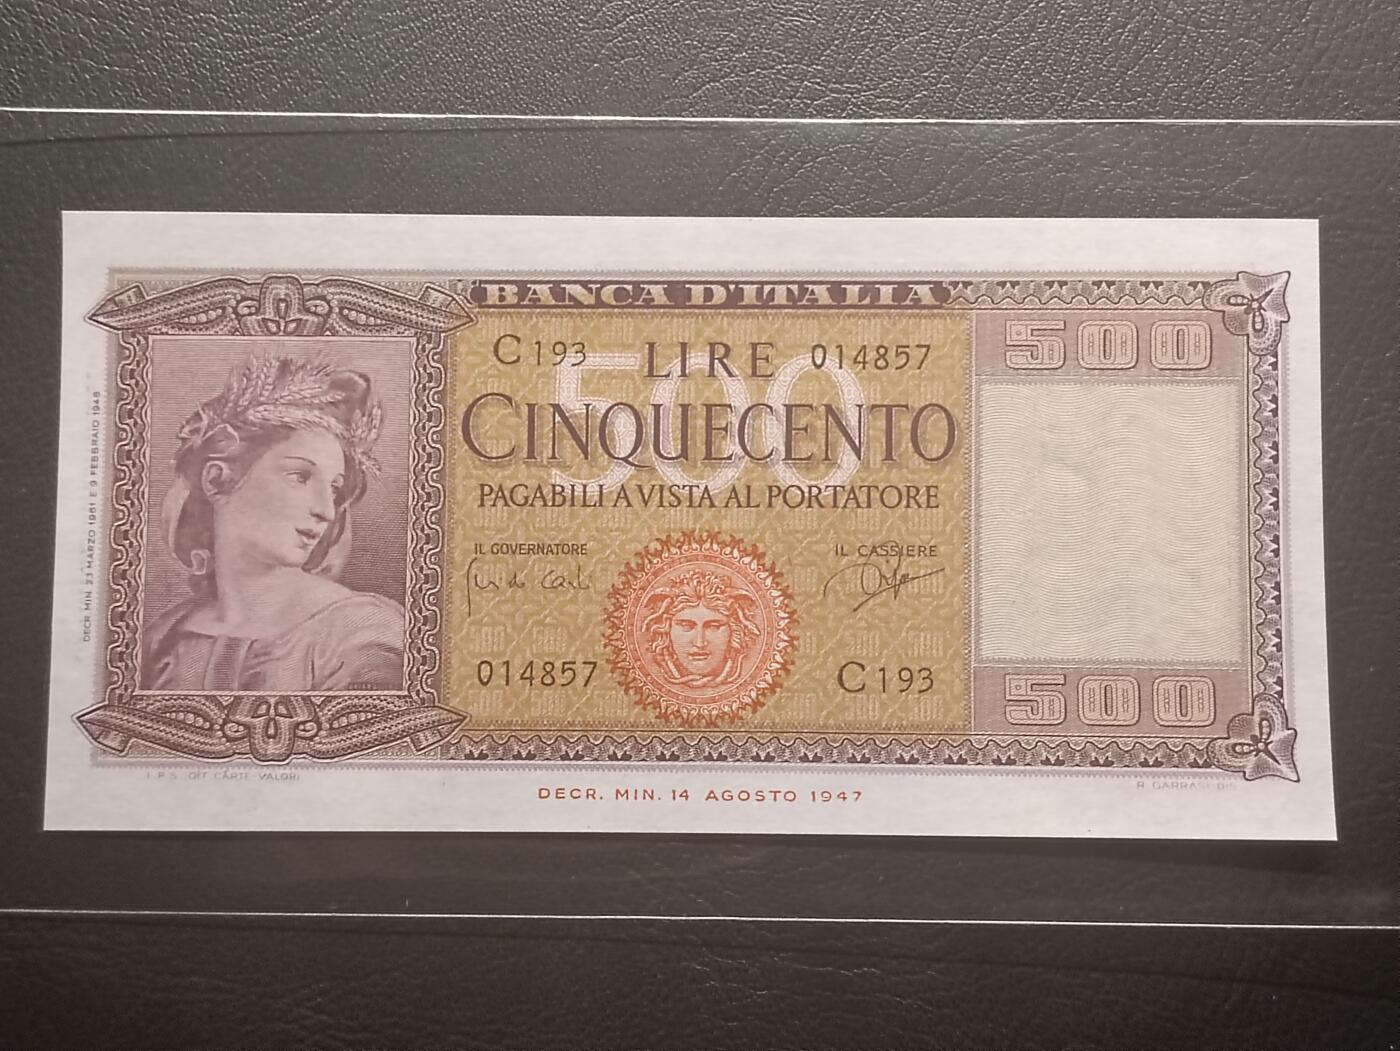 BANCA D'ITALIA
500
C193 LIRE 014857
500
CINQUECENTO
PAGABILI A VISTA AL PORTATORE
IL GOVERNATORE
IL CASSIERE
014857
C193
500
DECR. MIN. 23 MARZO 1961 E 9 FEBBRAIO 1948
I.P.S. OFF. CARTE-VALORI
R. GARRASI DIS.
DECR. MIN. 14 AGOSTO 1947